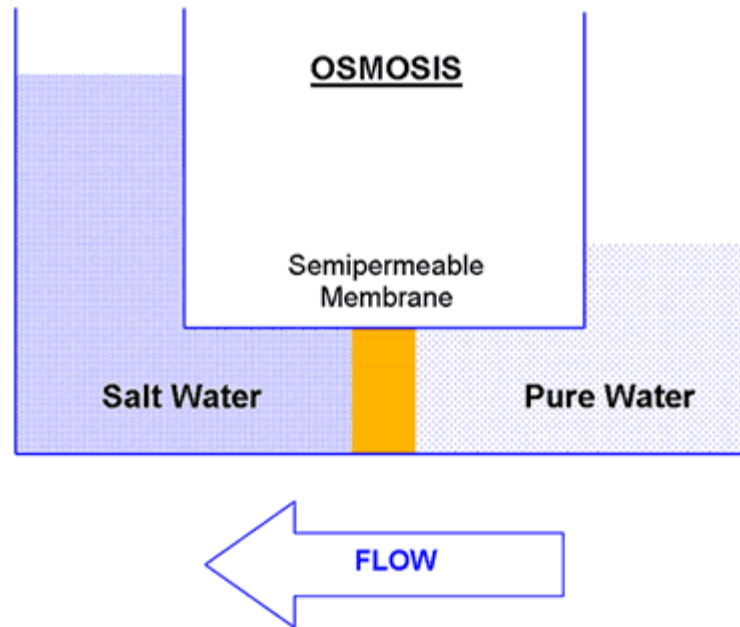 OSMOSIS
Semipermeable
Membrane
Salt Water
Pure Water
FLOW